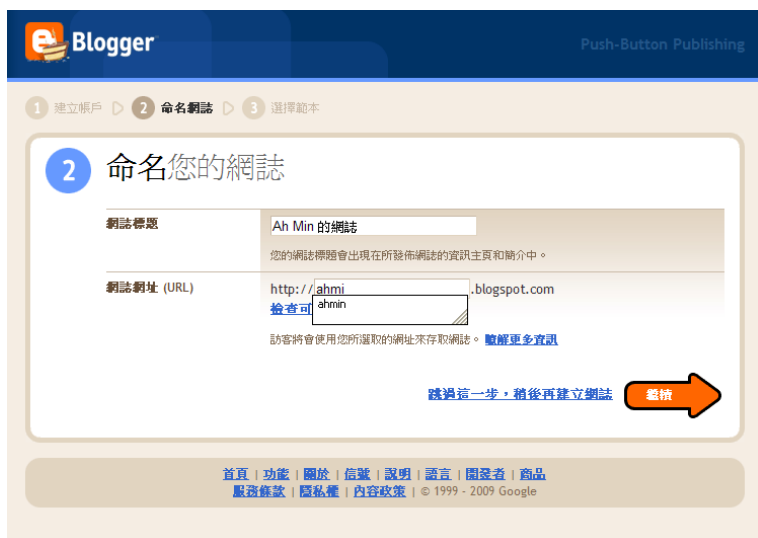 Blogger
Push-Button Publishing
1 建立帳戶 2 命名網誌 3 選擇範本
2 命名您的網誌
網誌標題 Ah Min 的網誌
您的網誌標題會出現在所發佈網誌的資訊主頁和簡介中。
網誌網址 (URL) http:// ahmi .blogspot.com
檢查可
ahmin
訪客將會使用您所選取的網址來存取網誌。 瞭解更多資訊
跳過這一步，稍後再建立網誌 繼續
首頁 | 功能 | 關於 | 信號 | 說明 | 語言 | 開發者 | 商品
服務條款 | 隱私權 | 內容政策 | © 1999 - 2009 Google